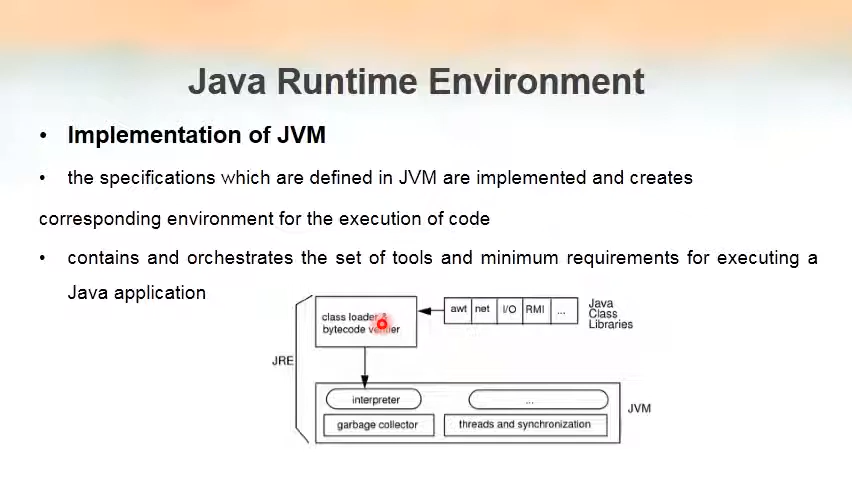 Java Runtime Environment
• Implementation of JVM
• the specifications which are defined in JVM are implemented and creates
corresponding environment for the execution of code
• contains and orchestrates the set of tools and minimum requirements for executing a
Java application
class loader &
bytecode verifier
awt net I/O RMI ...
Java
Class
Libraries
JRE
interpreter
...
JVM
garbage collector
threads and synchronization